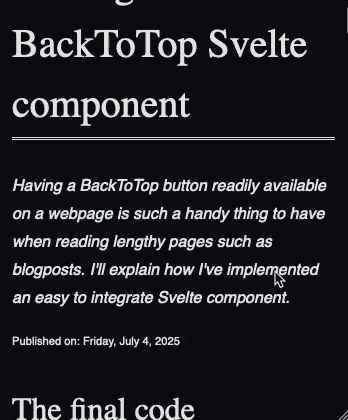 BackToTop Svelte
component
Having a BackToTop button readily available
on a webpage is such a handy thing to have
when reading lengthy pages such as
blogposts. I'll explain how I've implemented
an easy to integrate Svelte component.
Published on: Friday, July 4, 2025
The final code